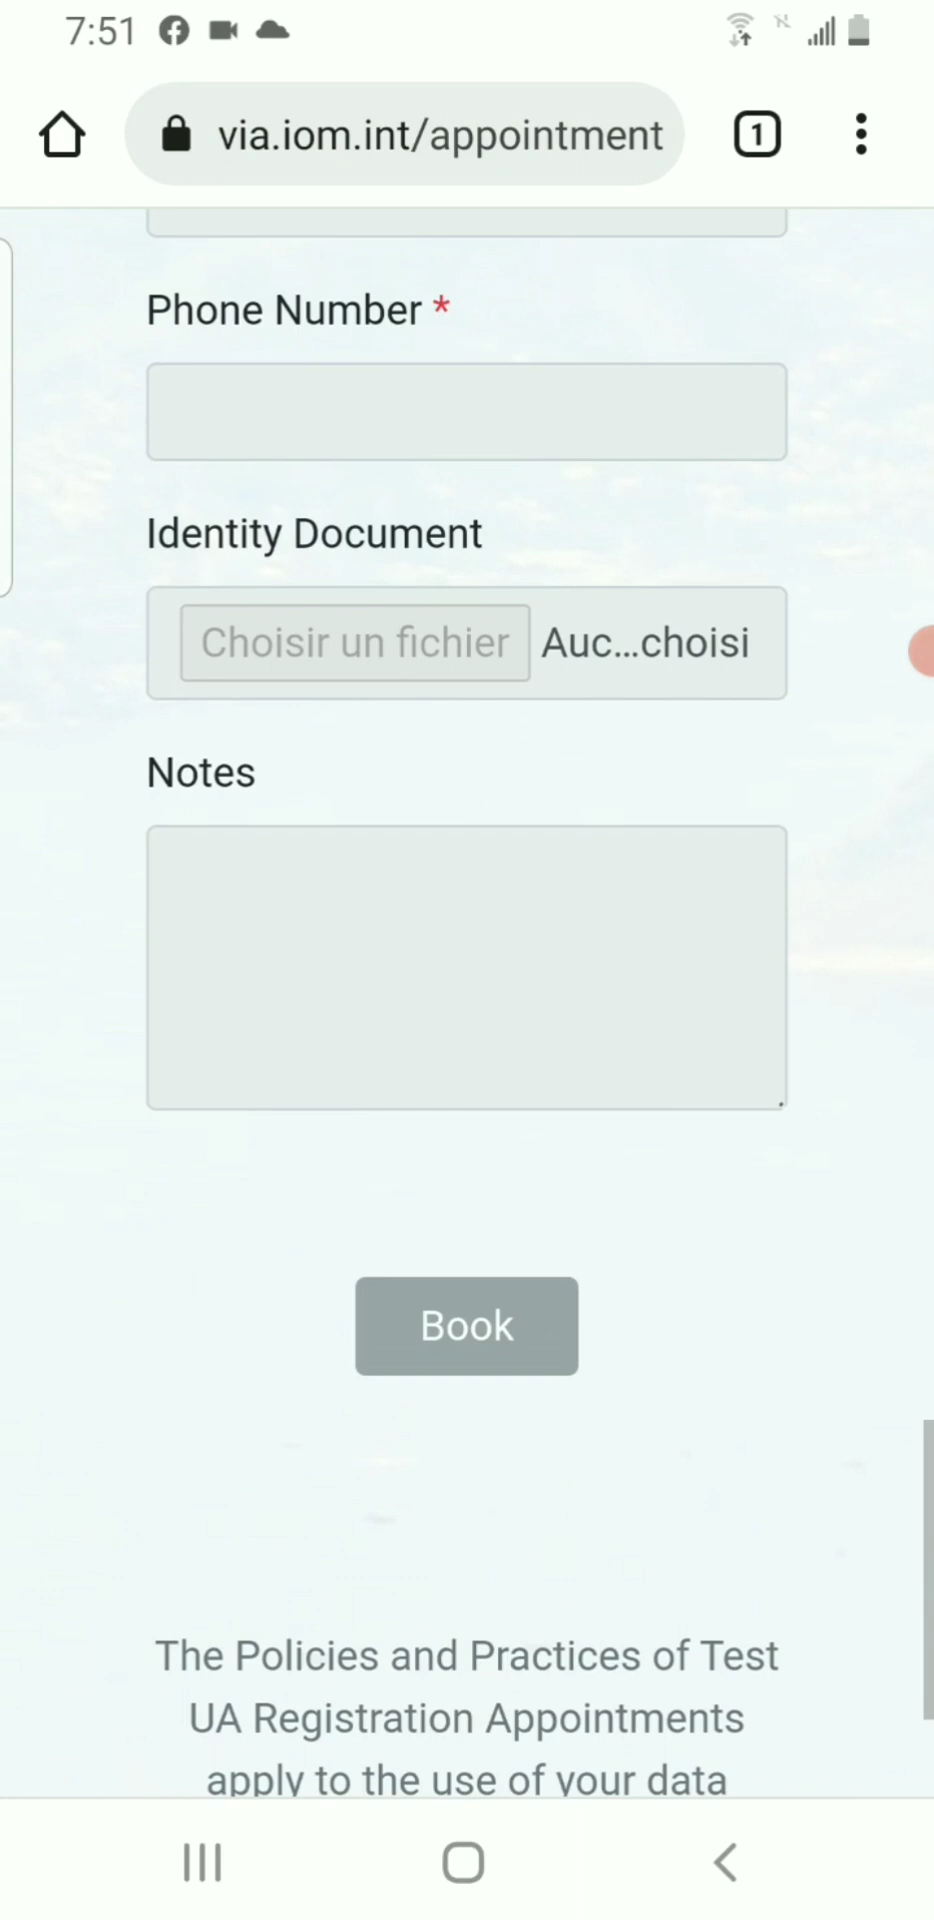 7:51
via.iom.int/appointment
1
Phone Number *
Identity Document
Choisir un fichier Auc...choisi
Notes
Book
The Policies and Practices of Test
UA Registration Appointments
apply to the use of your data